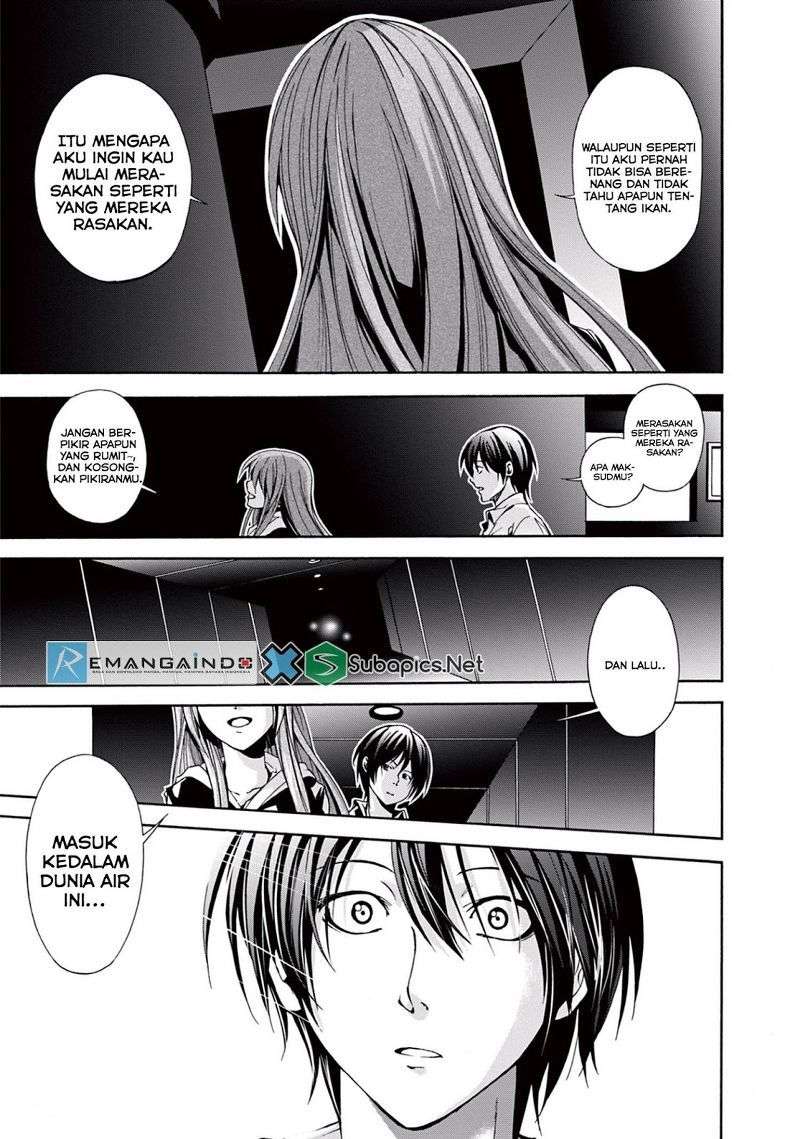 WALAUPUN SEPERTI
ITU AKU PERNAH
TIDAK BISA BERE-
NANG DAN TIDAK
TAHU APAPUN TEN-
TANG IKAN.
ITU MENGAPA
AKU INGIN KAU
MULAI MERA-
SAKAN SEPERTI
YANG MEREKA
RASAKAN.
MERASAKAN
SEPERTI YANG
MEREKA RA-
SAKAN?
APA MAK-
SUDMU?
JANGAN BER-
PIKIR APAPUN
YANG RUMIT-,
DAN KOSONG-
KAN PIKIRANMU.
DAN LALU..
REMANGAINDO X S Subapics.Net
MASUK
KEDALAM
DUNIA AIR
INI...